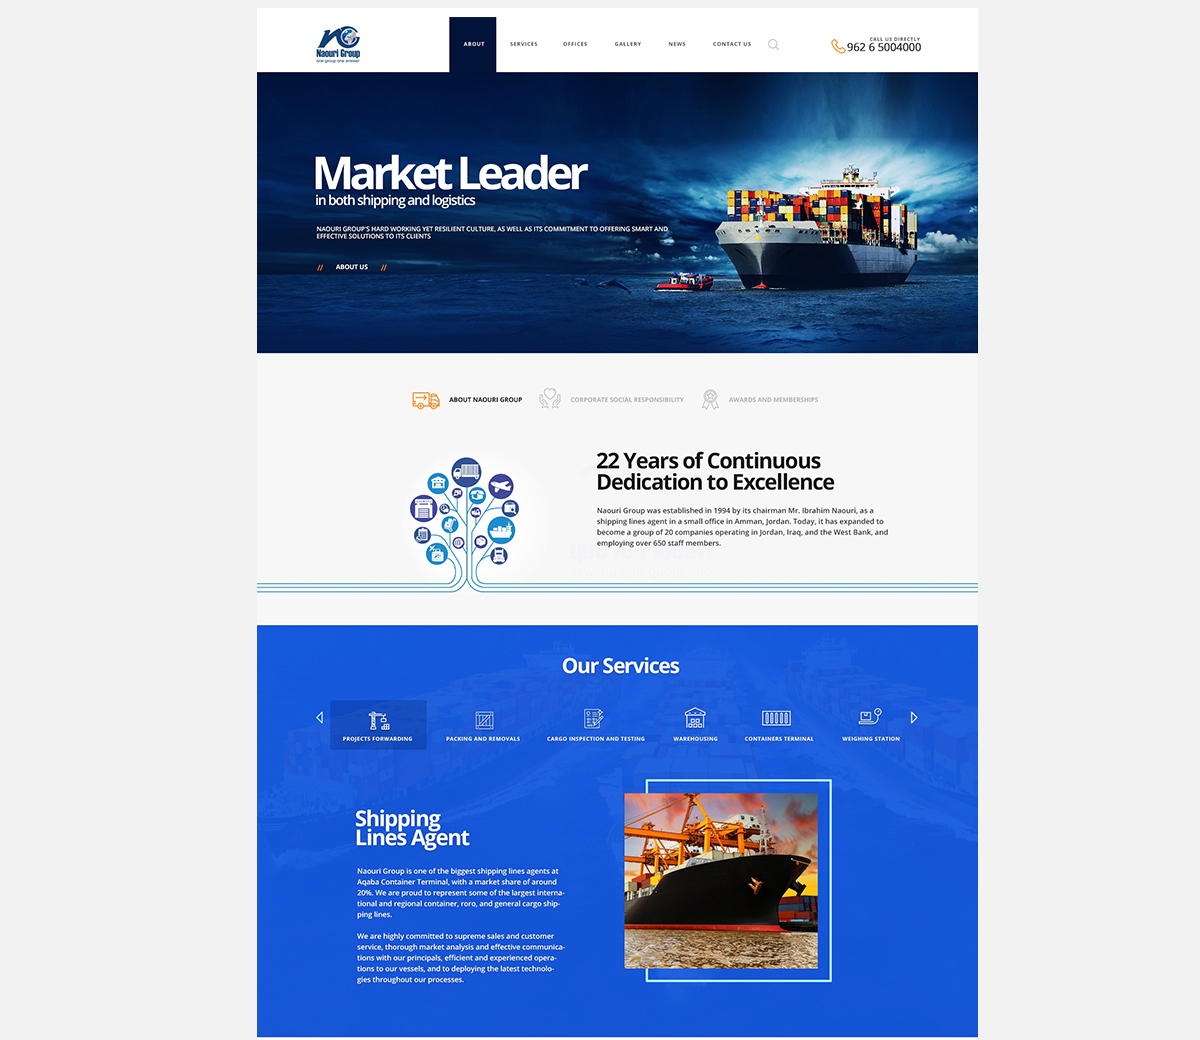 Naouri Group
one group one answer
ABOUT
SERVICES
OFFICES
GALLERY
NEWS
CONTACT US
CALL US DIRECTLY
962 6 5004000
Market Leader
in both shipping and logistics
NAOURI GROUP'S HARD WORKING YET RESILIENT CULTURE, AS WELL AS ITS COMMITMENT TO OFFERING SMART AND
EFFECTIVE SOLUTIONS TO ITS CLIENTS
// ABOUT US //
ABOUT NAOURI GROUP
CORPORATE SOCIAL RESPONSIBILITY
AWARDS AND MEMBERSHIPS
22 Years of Continuous
Dedication to Excellence
Naouri Group was established in 1994 by its chairman Mr. Ibrahim Naouri, as a
shipping lines agent in a small office in Amman, Jordan. Today, it has expanded to
become a group of 20 companies operating in Jordan, Iraq, and the West Bank, and
employing over 650 staff members.
Our Services
PROJECTS FORWARDING
PACKING AND REMOVALS
CARGO INSPECTION AND TESTING
WAREHOUSING
CONTAINERS TERMINAL
WEIGHING STATION
Shipping
Lines Agent
Naouri Group is one of the biggest shipping lines agents at
Aqaba Container Terminal, with a market share of around
20%. We are proud to represent some of the largest interna-
tional and regional container, roro, and general cargo ship-
ping lines.
We are highly committed to supreme sales and customer
service, thorough market analysis and effective communica-
tions with our principals, efficient and experienced opera-
tions to our vessels, and to deploying the latest technolo-
gies throughout our processes.